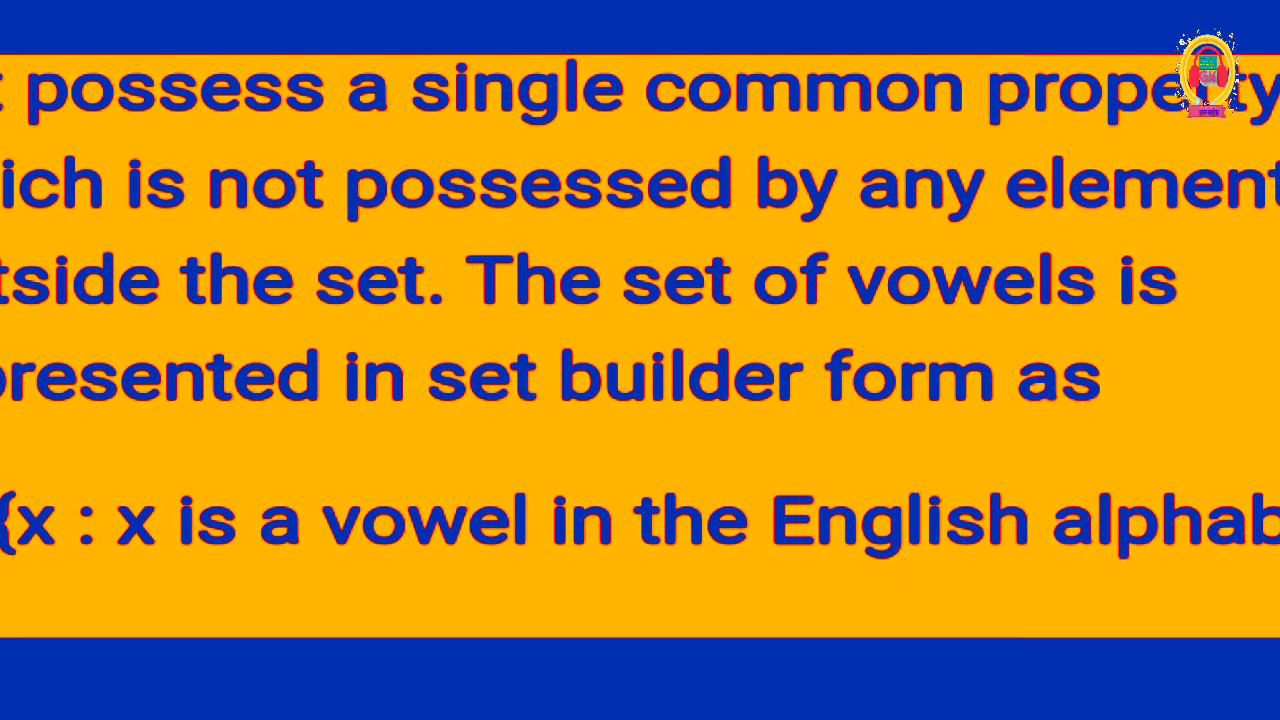 possess a single common property
ich is not possessed by any element
tside the set. The set of vowels is
presented in set builder form as
{x : x is a vowel in the English alphab